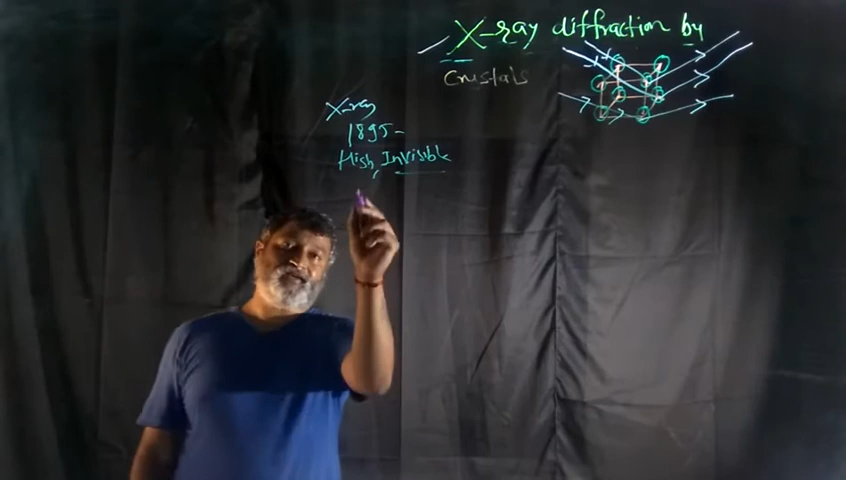 X-ray diffraction by
Crystals
X-ray
1895-
High, Invisible